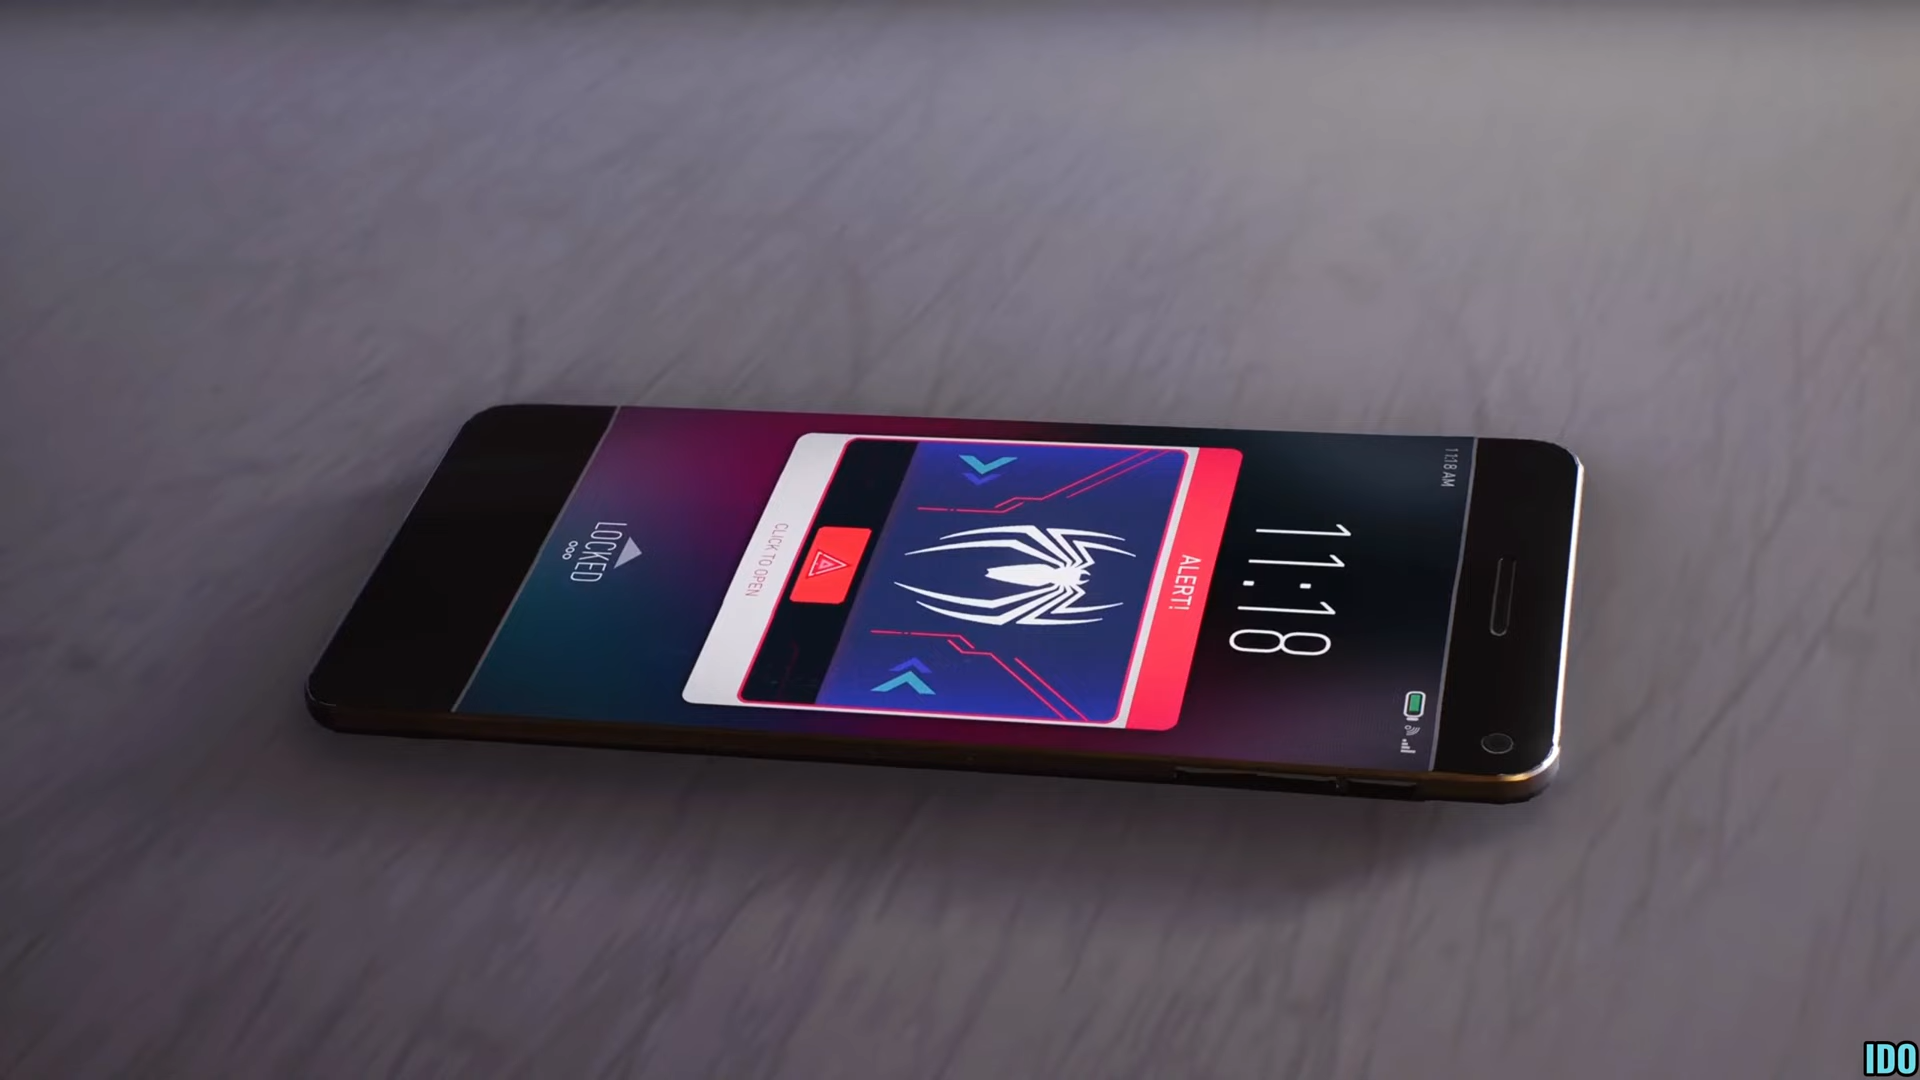 11:18 AM
11:18
ALERT!
CLICK TO OPEN
LOCKED
IDO